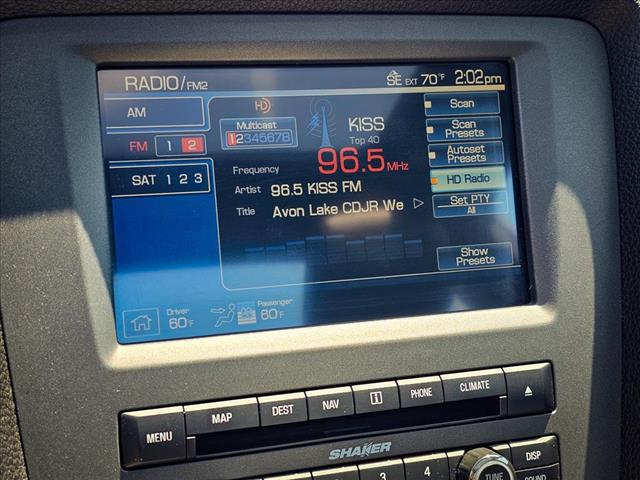 RADIO/FM2
SE EXT 70°F 2:02pm
AM
FM 1 2
SAT 1 2 3
HD
Multicast
12345678
KISS
Top 40
Frequency 96.5 MHz
Artist 96.5 KISS FM
Title Avon Lake CDJR We
Scan
Scan
Presets
Autoset
Presets
HD Radio
Set PTY
All
Show
Presets
Driver
60°F
Passenger
60°F
MENU
MAP
DEST
NAV
i
PHONE
CLIMATE
SHAKER
3
4
TUNE
DISP
SOUND